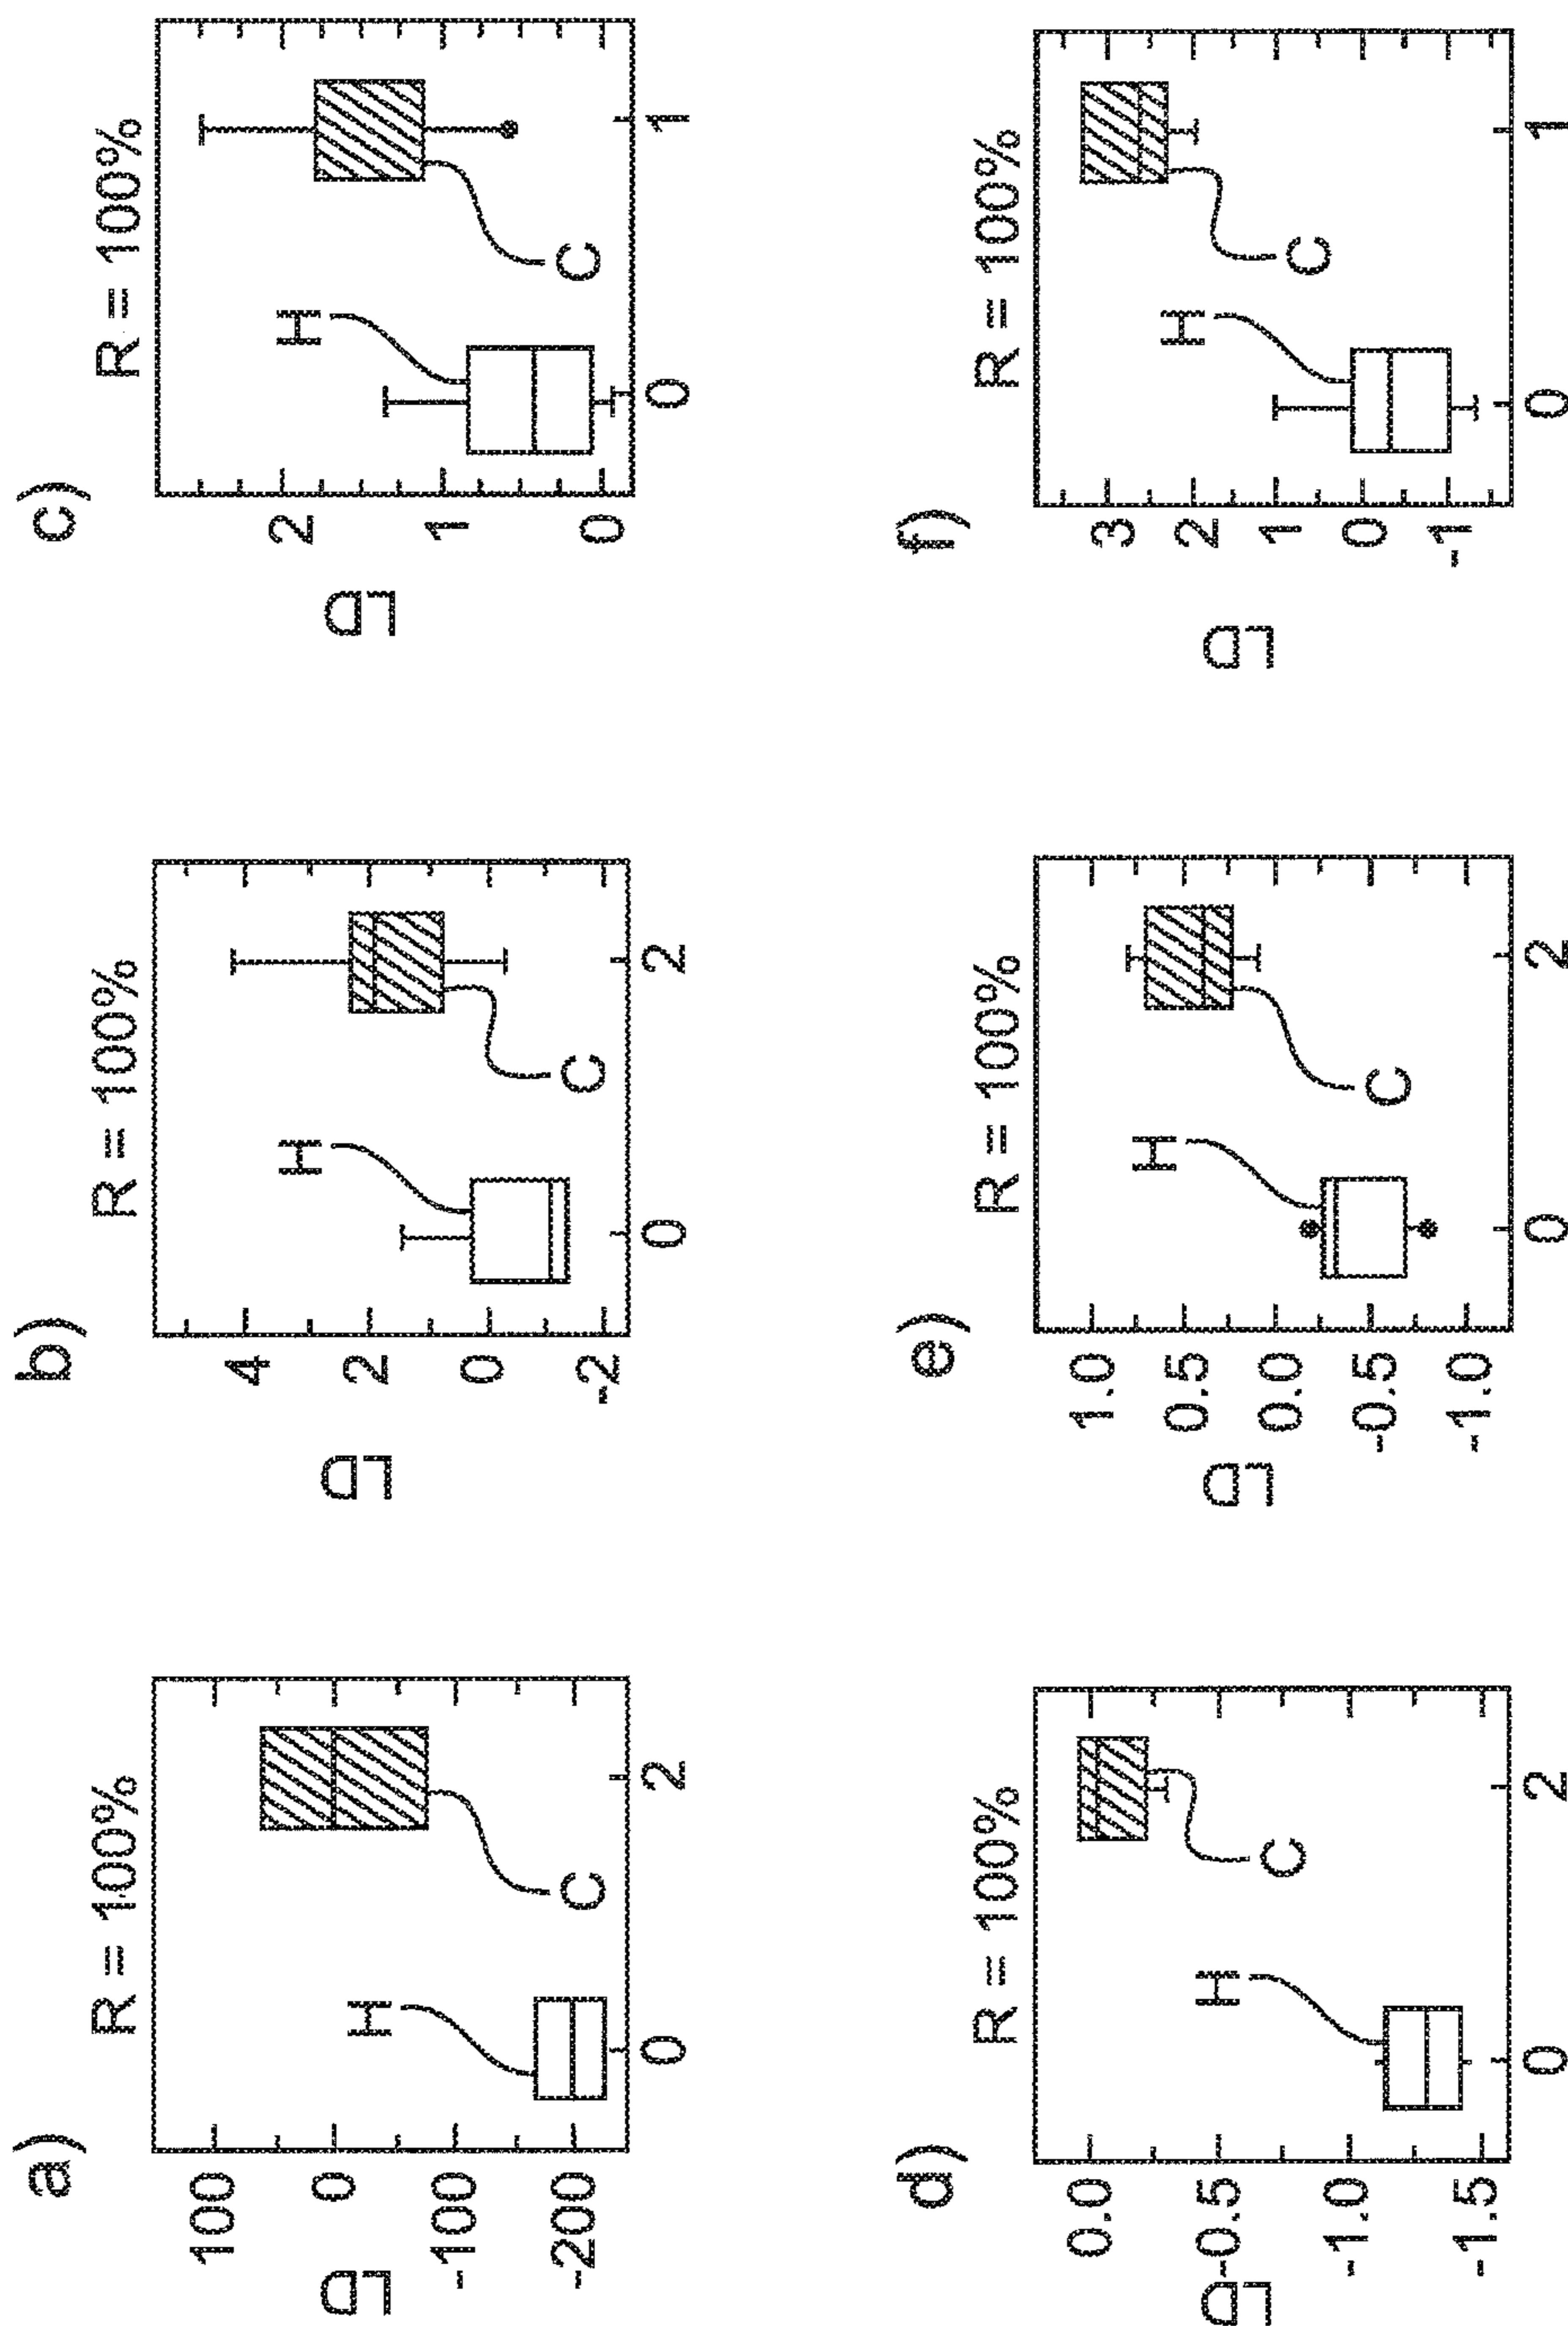 a)
R = 100%
LD
100
0
-100
-200
H
C
0
2
b)
R = 100%
LD
4
2
0
-2
H
C
0
2
c)
R = 100%
LD
2
1
0
H
C
0
1
d)
R = 100%
LD
0.0
-0.5
-1.0
-1.5
H
C
0
2
e)
R = 100%
LD
1.0
0.5
0.0
-0.5
-1.0
H
C
0
2
f)
R = 100%
LD
3
2
1
0
-1
H
C
0
1